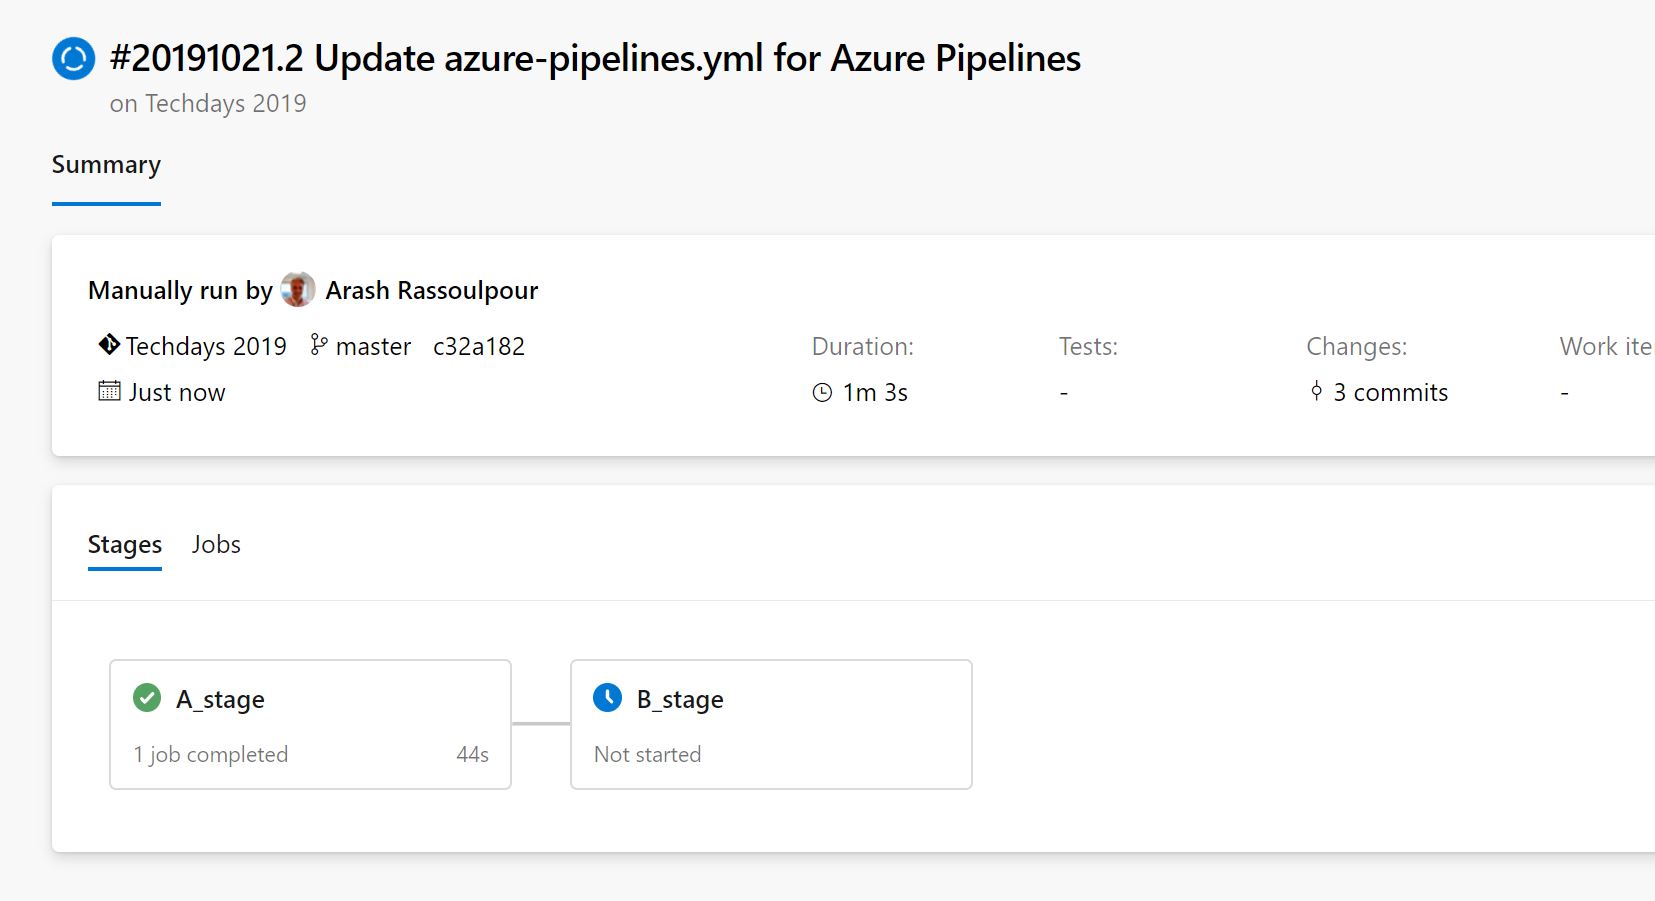 #20191021.2 Update azure-pipelines.yml for Azure Pipelines
on Techdays 2019
Summary
Manually run by Arash Rassoulpour
Techdays 2019 master c32a182
Just now
Duration:
1m 3s
Tests:
-
Changes:
3 commits
Work ite
-
Stages Jobs
A_stage
1 job completed 44s
B_stage
Not started